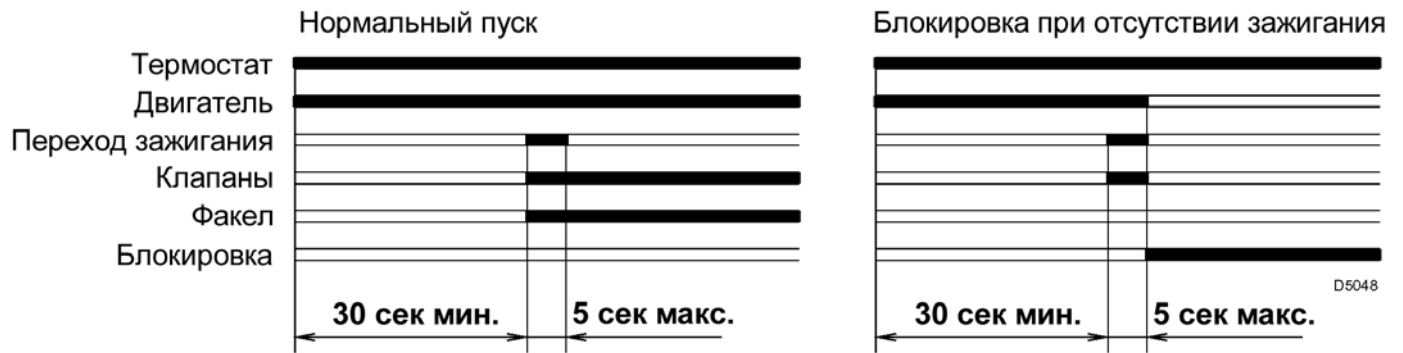 Нормальный пуск
Блокировка при отсутствии зажигания
Термостат
Двигатель
Переход зажигания
Клапаны
Факел
Блокировка
D5048
30 сек мин.
5 сек макс.
30 сек мин.
5 сек макс.